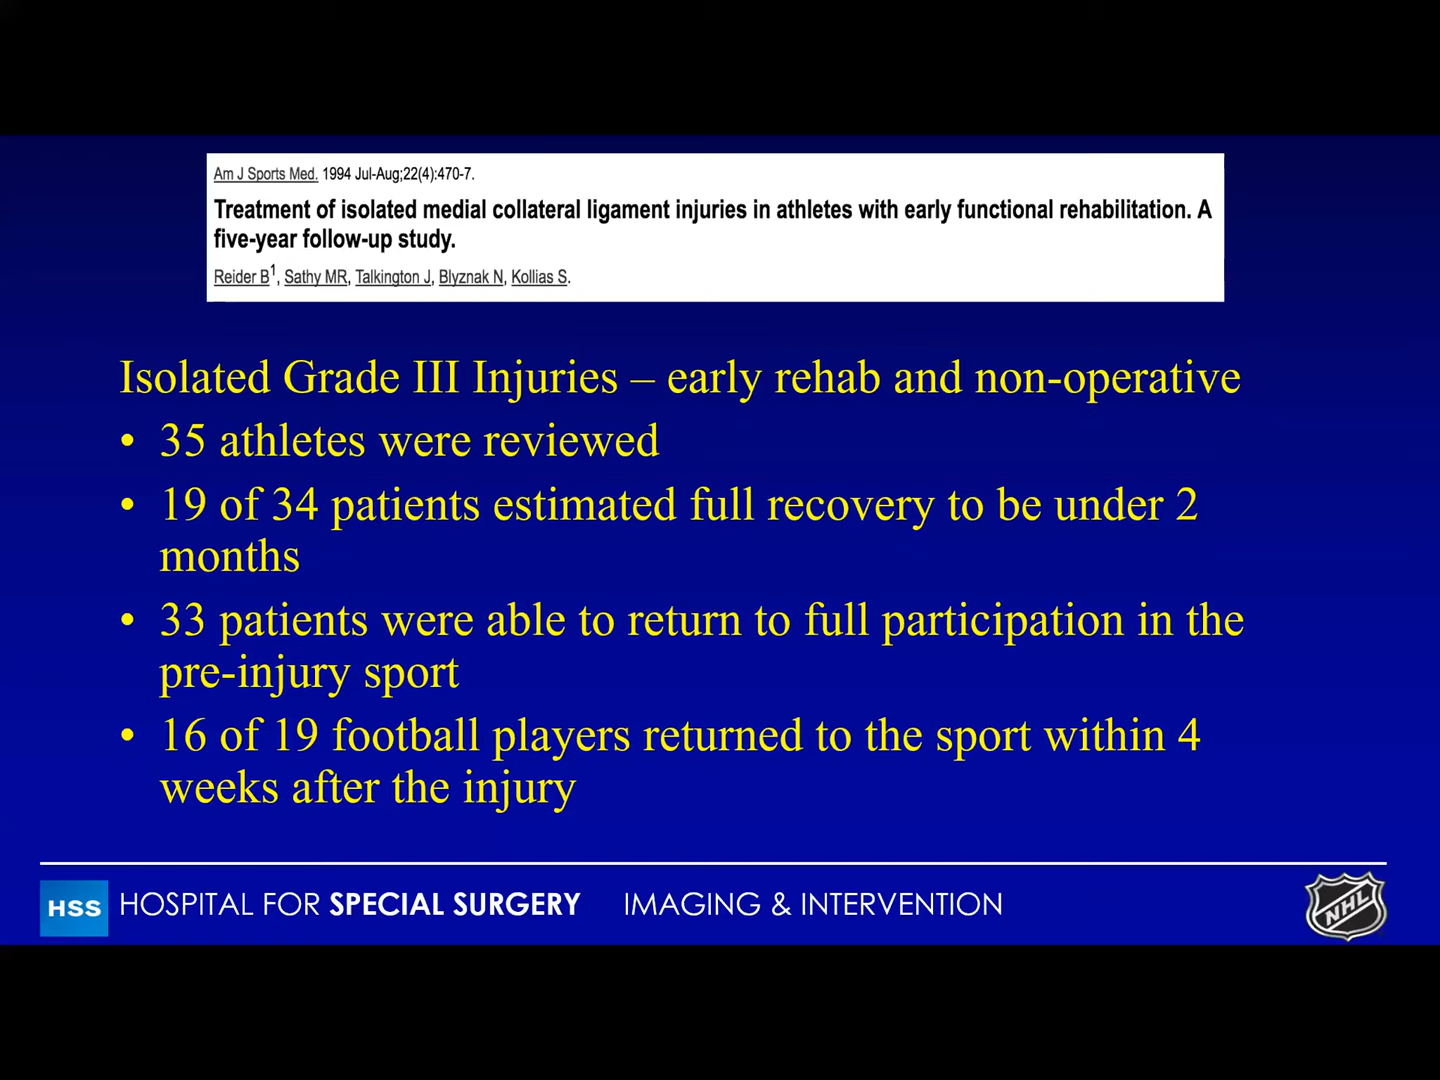 Am J Sports Med. 1994 Jul-Aug;22(4):470-7.
Treatment of isolated medial collateral ligament injuries in athletes with early functional rehabilitation. A
five-year follow-up study.
Reider B1, Sathy MR, Talkington J, Blyznak N, Kollias S.
Isolated Grade III Injuries – early rehab and non-operative
• 35 athletes were reviewed
• 19 of 34 patients estimated full recovery to be under 2
months
• 33 patients were able to return to full participation in the
pre-injury sport
• 16 of 19 football players returned to the sport within 4
weeks after the injury
HSS HOSPITAL FOR SPECIAL SURGERY IMAGING & INTERVENTION NHL